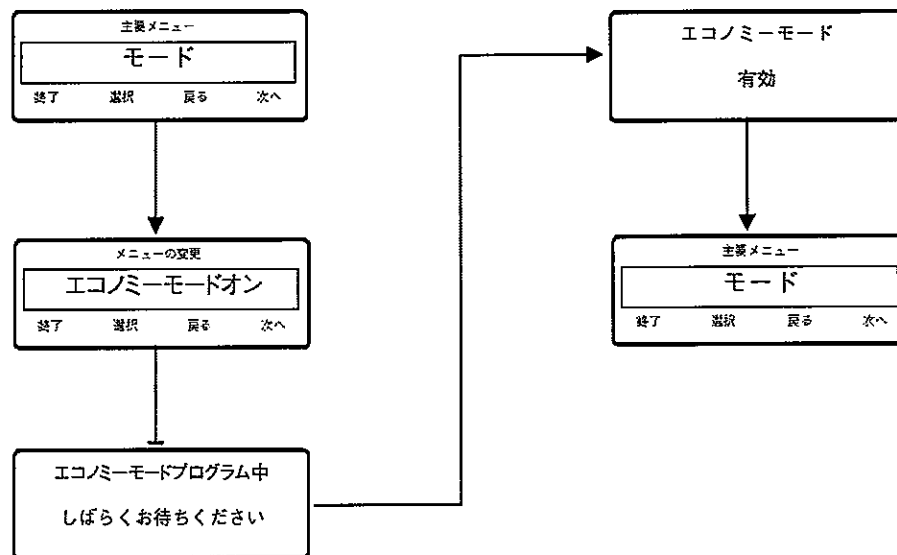 主要メニュー
モード
終了 選択 戻る 次へ
メニューの変更
エコノミーモードオン
終了 選択 戻る 次へ
エコノミーモードプログラム中
しばらくお待ちください
エコノミーモード
有効
主要メニュー
モード
終了 選択 戻る 次へ